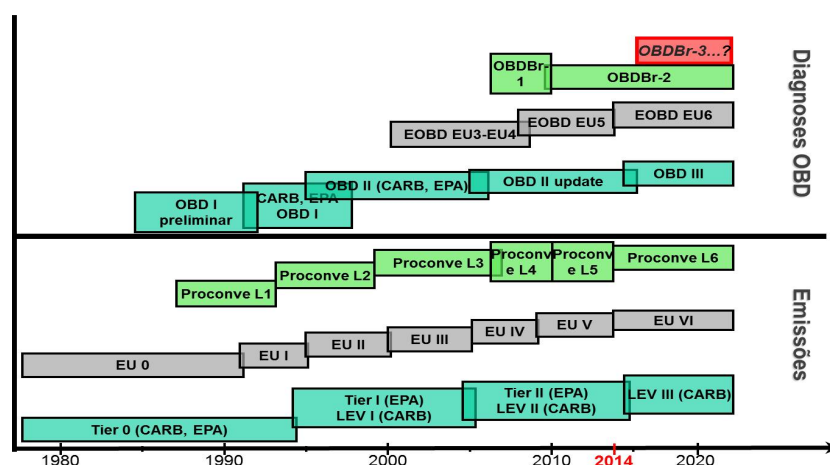 OBDBr-3...?
OBDBr-
1
OBDBr-2
EOBD EU3-EU4
EOBD EU5
EOBD EU6
OBD I
preliminar
CARB, EPA
OBD I
OBD II (CARB, EPA)
OBD II update
OBD III
Diagnoses OBD
Proconve L1
Proconve L2
Proconve L3
Proconv
e L4
Proconv
e L5
Proconve L6
EU 0
EU I
EU II
EU III
EU IV
EU V
EU VI
Tier 0 (CARB, EPA)
Tier I (EPA)
LEV I (CARB)
Tier II (EPA)
LEV II (CARB)
LEV III (CARB)
Emissões
1980
1990
2000
2010
2014
2020